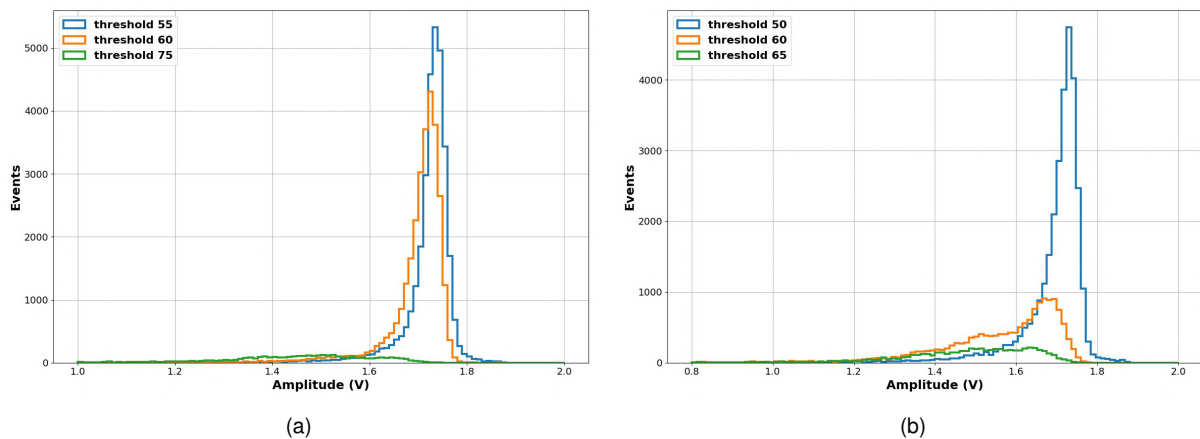 threshold 55
threshold 60
threshold 75
5000
4000
3000
2000
1000
0
Events
1.0 1.2 1.4 1.6 1.8 2.0
Amplitude (V)
(a)
threshold 50
threshold 60
threshold 65
4000
3000
2000
1000
0
Events
0.8 1.0 1.2 1.4 1.6 1.8 2.0
Amplitude (V)
(b)